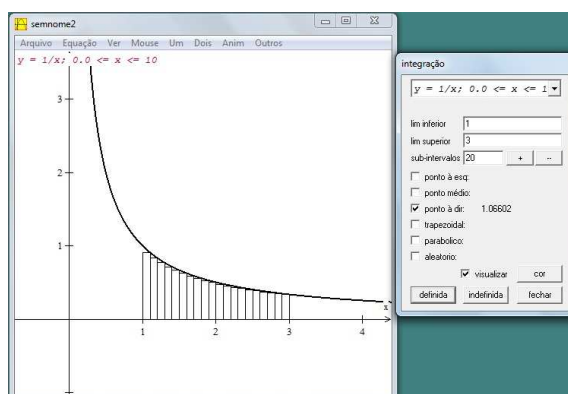 semnome2
Arquivo Equação Ver Mouse Um Dois Anim Outros
y = 1/x; 0.0 <= x <= 10
3
2
1
x
1 2 3 4
integração
y = 1/x; 0.0 <= x <= 1
lim inferior 1
lim superior 3
sub-intervalos 20 + --
ponto à esq:
ponto médio:
ponto à dir: 1.06602
trapezoidal:
parabolico:
aleatorio:
visualizar cor
definida indefinida fechar